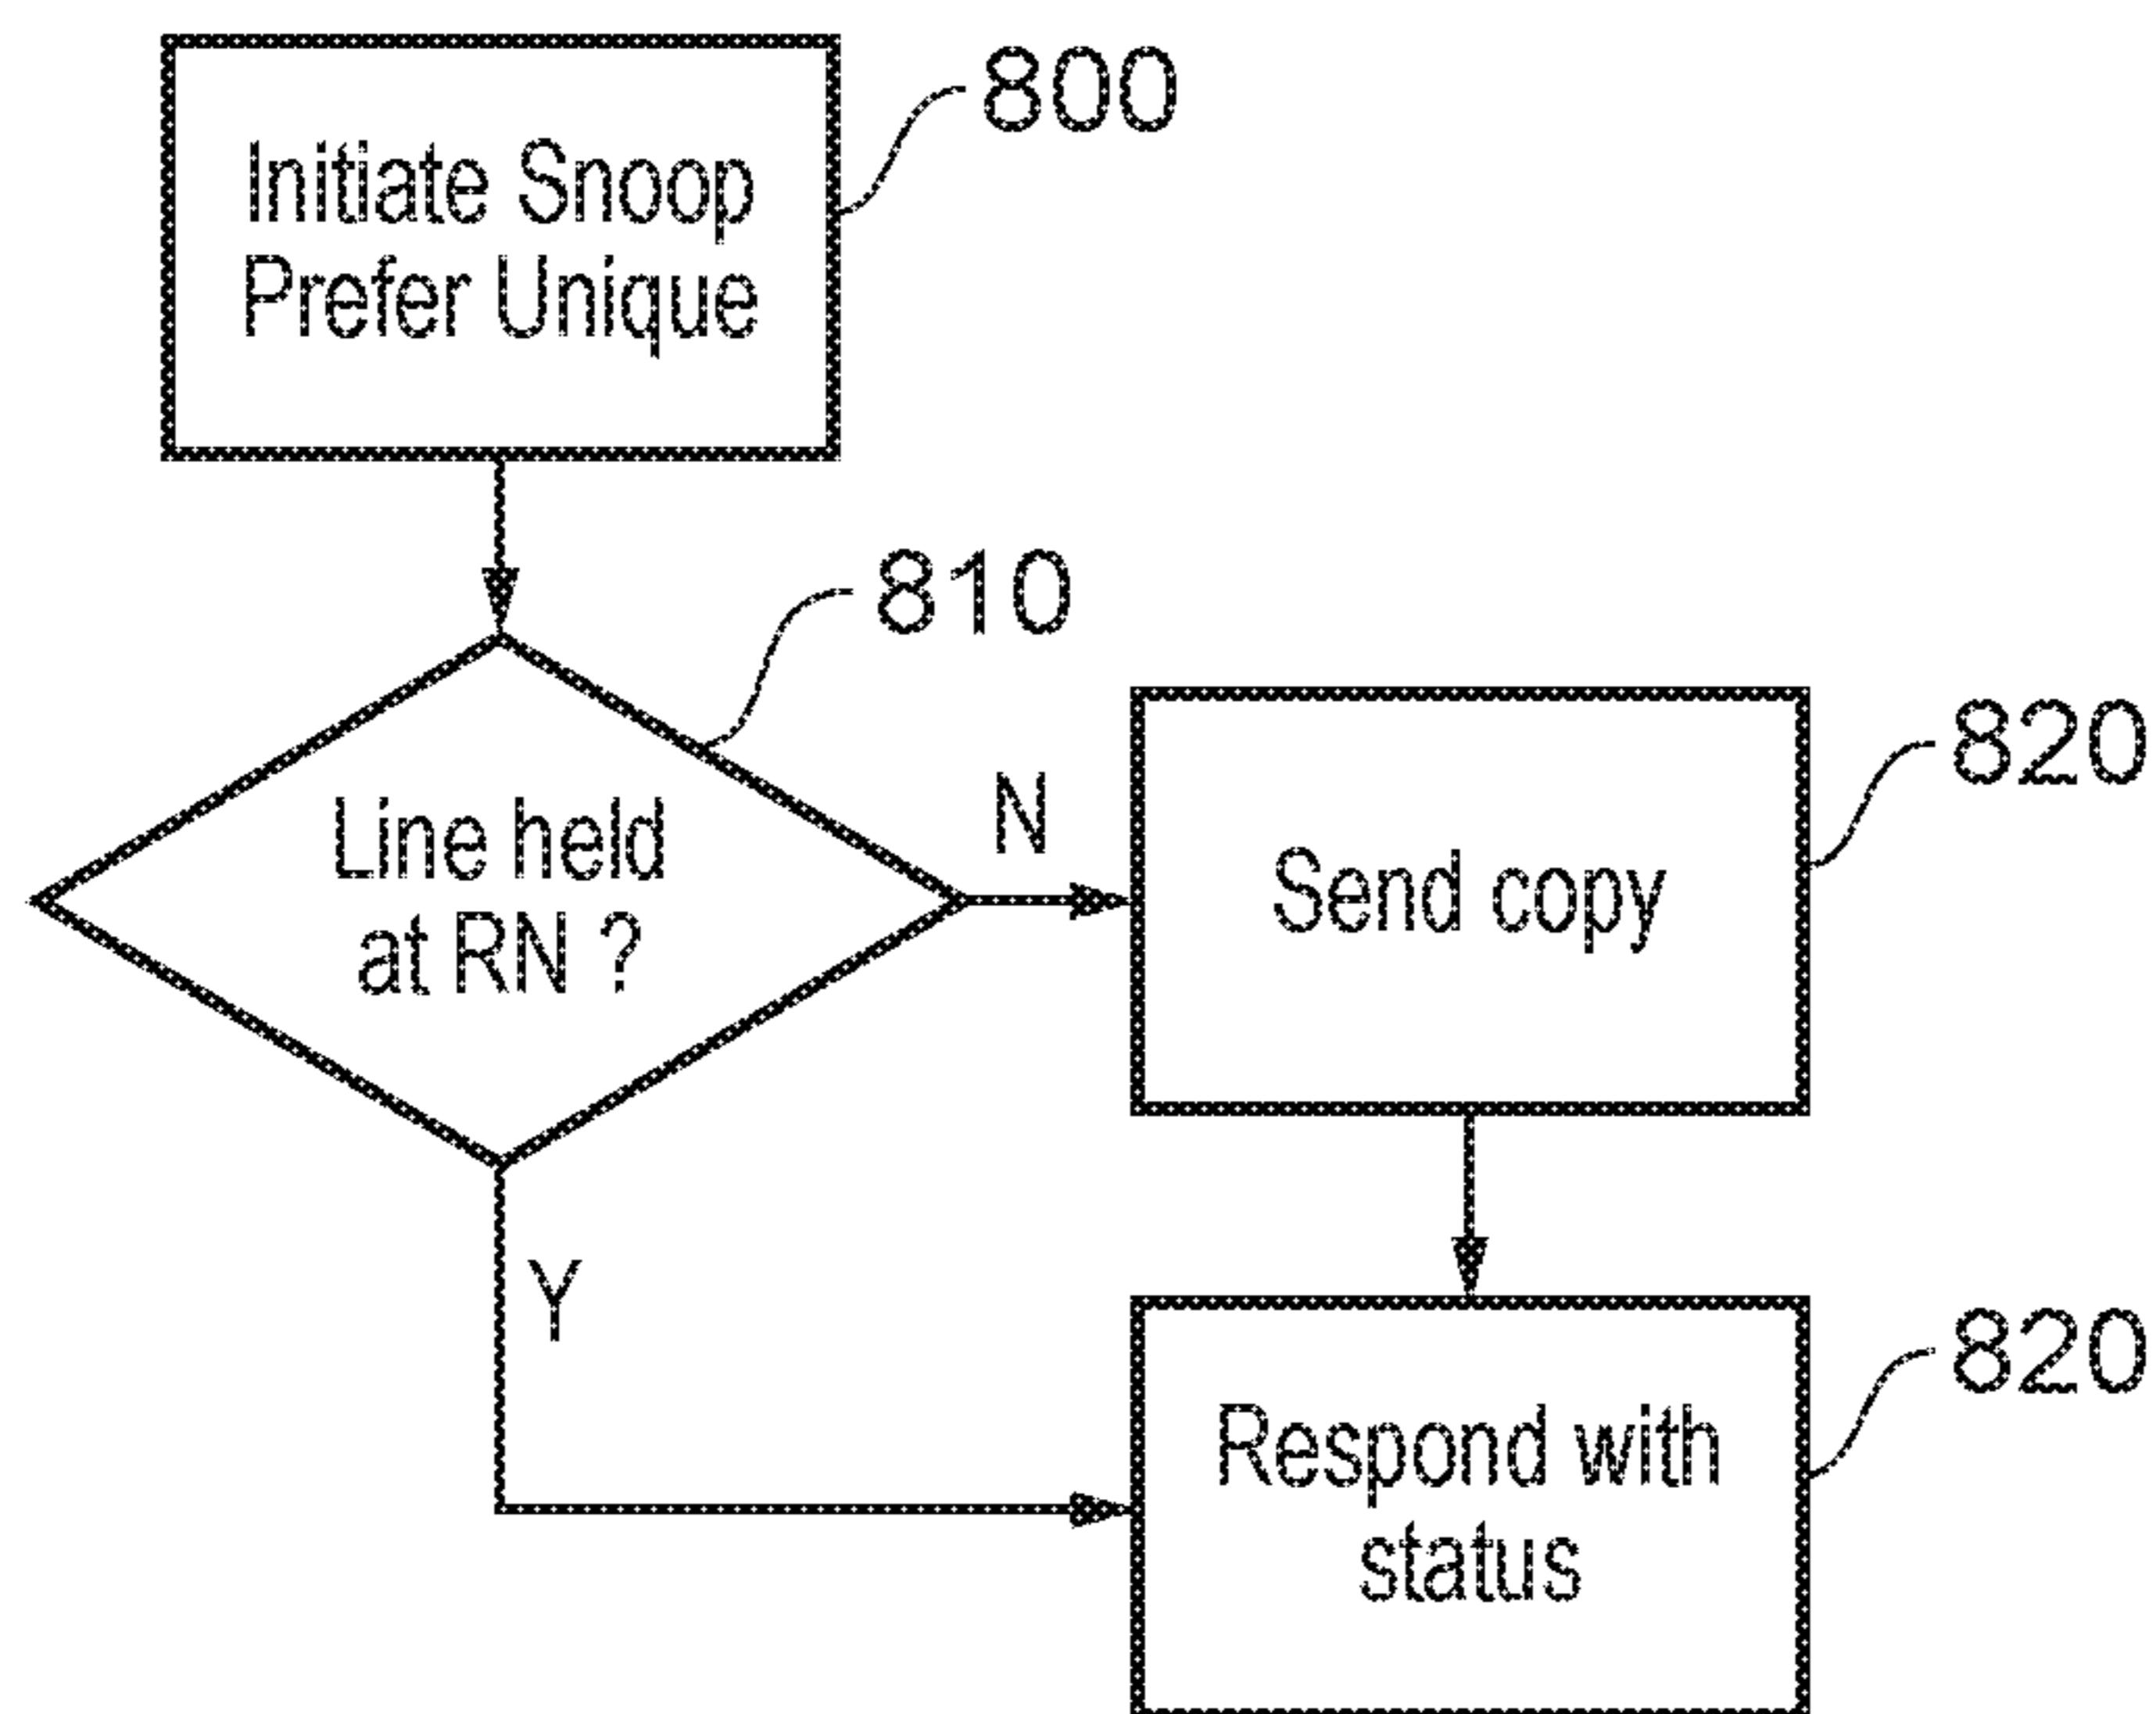 Initiate Snoop
Prefer Unique
800
810
Line held
at RN ?
N
Send copy
820
Y
Respond with
status
820